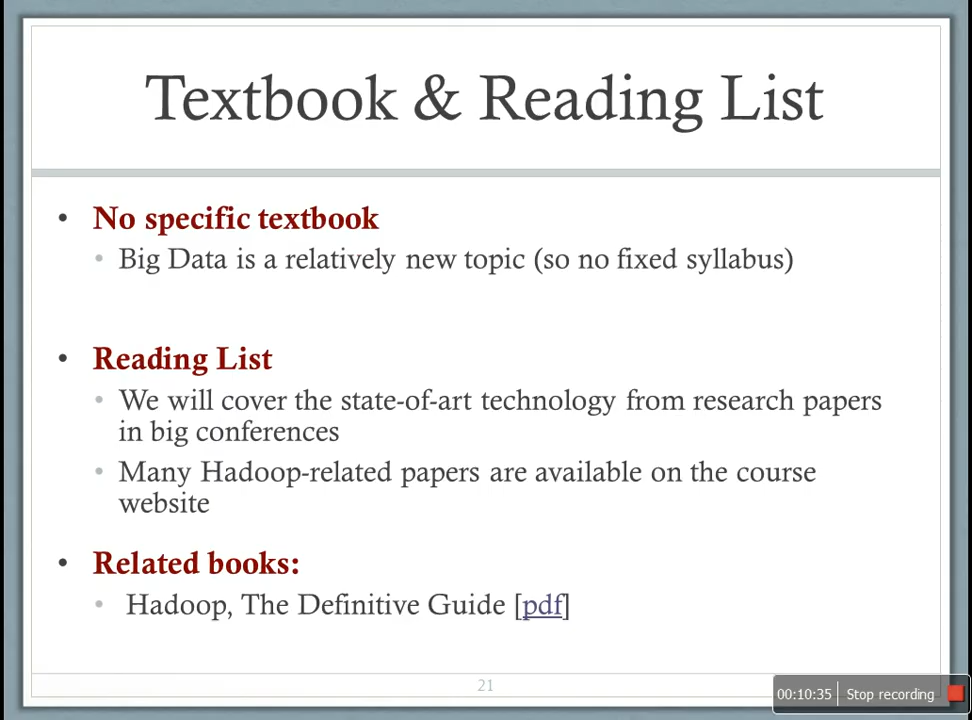 Textbook & Reading List
• No specific textbook
• Big Data is a relatively new topic (so no fixed syllabus)
• Reading List
• We will cover the state-of-art technology from research papers
in big conferences
• Many Hadoop-related papers are available on the course
website
• Related books:
• Hadoop, The Definitive Guide [pdf]
21
00:10:35 Stop recording